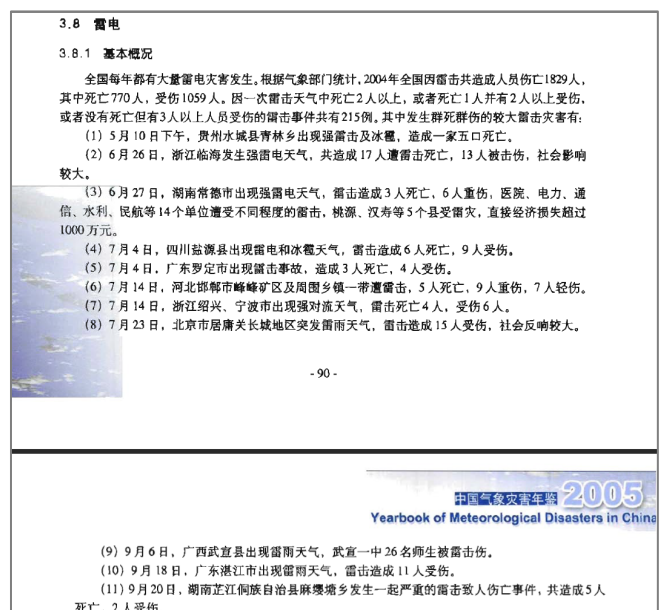 3.8 雷电
3.8.1 基本概况
全国每年都有大量雷电灾害发生。根据气象部门统计，2004年全国因雷击共造成人员伤亡1829人，
其中死亡770人，受伤1059人。因一次雷击天气中死亡2人以上，或者死亡1人并有2人以上受伤，
或者没有死亡但有3人以上人员受伤的雷击事件共有215例。其中发生群死群伤的较大雷击灾害有：
（1）5月10日下午，贵州水城县青林乡出现强雷击及冰雹，造成一家五口死亡。
（2）6月26日，浙江临海发生强雷电天气，共造成17人遭雷击死亡，13人被击伤，社会影响
较大。
（3）6月27日，湖南常德市出现强雷电天气，雷击造成3人死亡，6人重伤，医院、电力、通
信、水利、民航等14个单位遭受不同程度的雷击，桃源、汉寿等5个县受雷灾，直接经济损失超过
1000万元。
（4）7月4日，四川盐源县出现雷电和冰雹天气，雷击造成6人死亡，9人受伤。
（5）7月4日，广东罗定市出现雷击事故，造成3人死亡，4人受伤。
（6）7月14日，河北邯郸市峰峰矿区及周围乡镇一带遭雷击，5人死亡，9人重伤，7人轻伤。
（7）7月14日，浙江绍兴、宁波市出现强对流天气，雷击死亡4人，受伤6人。
（8）7月23日，北京市居庸关长城地区突发雷雨天气，雷击造成15人受伤，社会反响较大。
- 90 -
中国气象灾害年鉴 2005
Yearbook of Meteorological Disasters in China
（9）9月6日，广西武宣县出现雷雨天气，武宣一中26名师生被雷击伤。
（10）9月18日，广东湛江市出现雷雨天气，雷击造成11人受伤。
（11）9月20日，湖南芷江侗族自治县麻缨塘乡发生一起严重的雷击致人伤亡事件，共造成5人
死亡，2人受伤